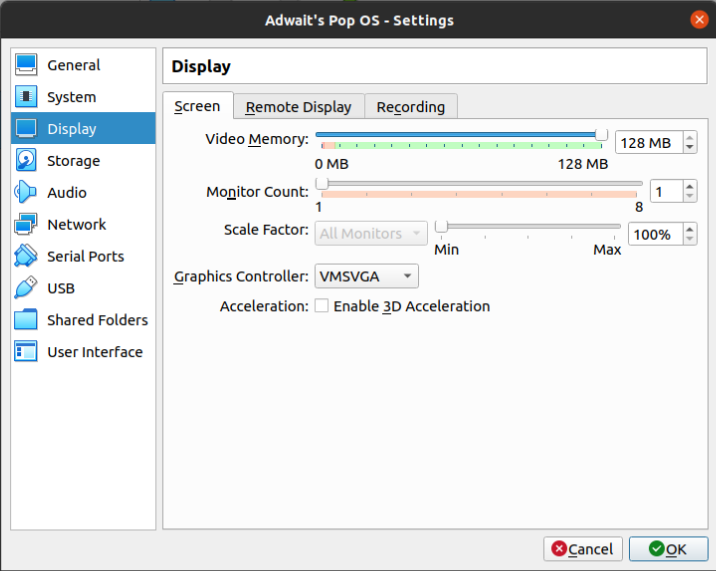 Adwait's Pop OS - Settings
General
System
Display
Storage
Audio
Network
Serial Ports
USB
Shared Folders
User Interface
Display
Screen
Remote Display
Recording
Video Memory:
128 MB
0 MB
128 MB
Monitor Count:
1
1
8
Scale Factor:
All Monitors
100%
Min
Max
Graphics Controller:
VMSVGA
Acceleration:
Enable 3D Acceleration
Cancel
OK